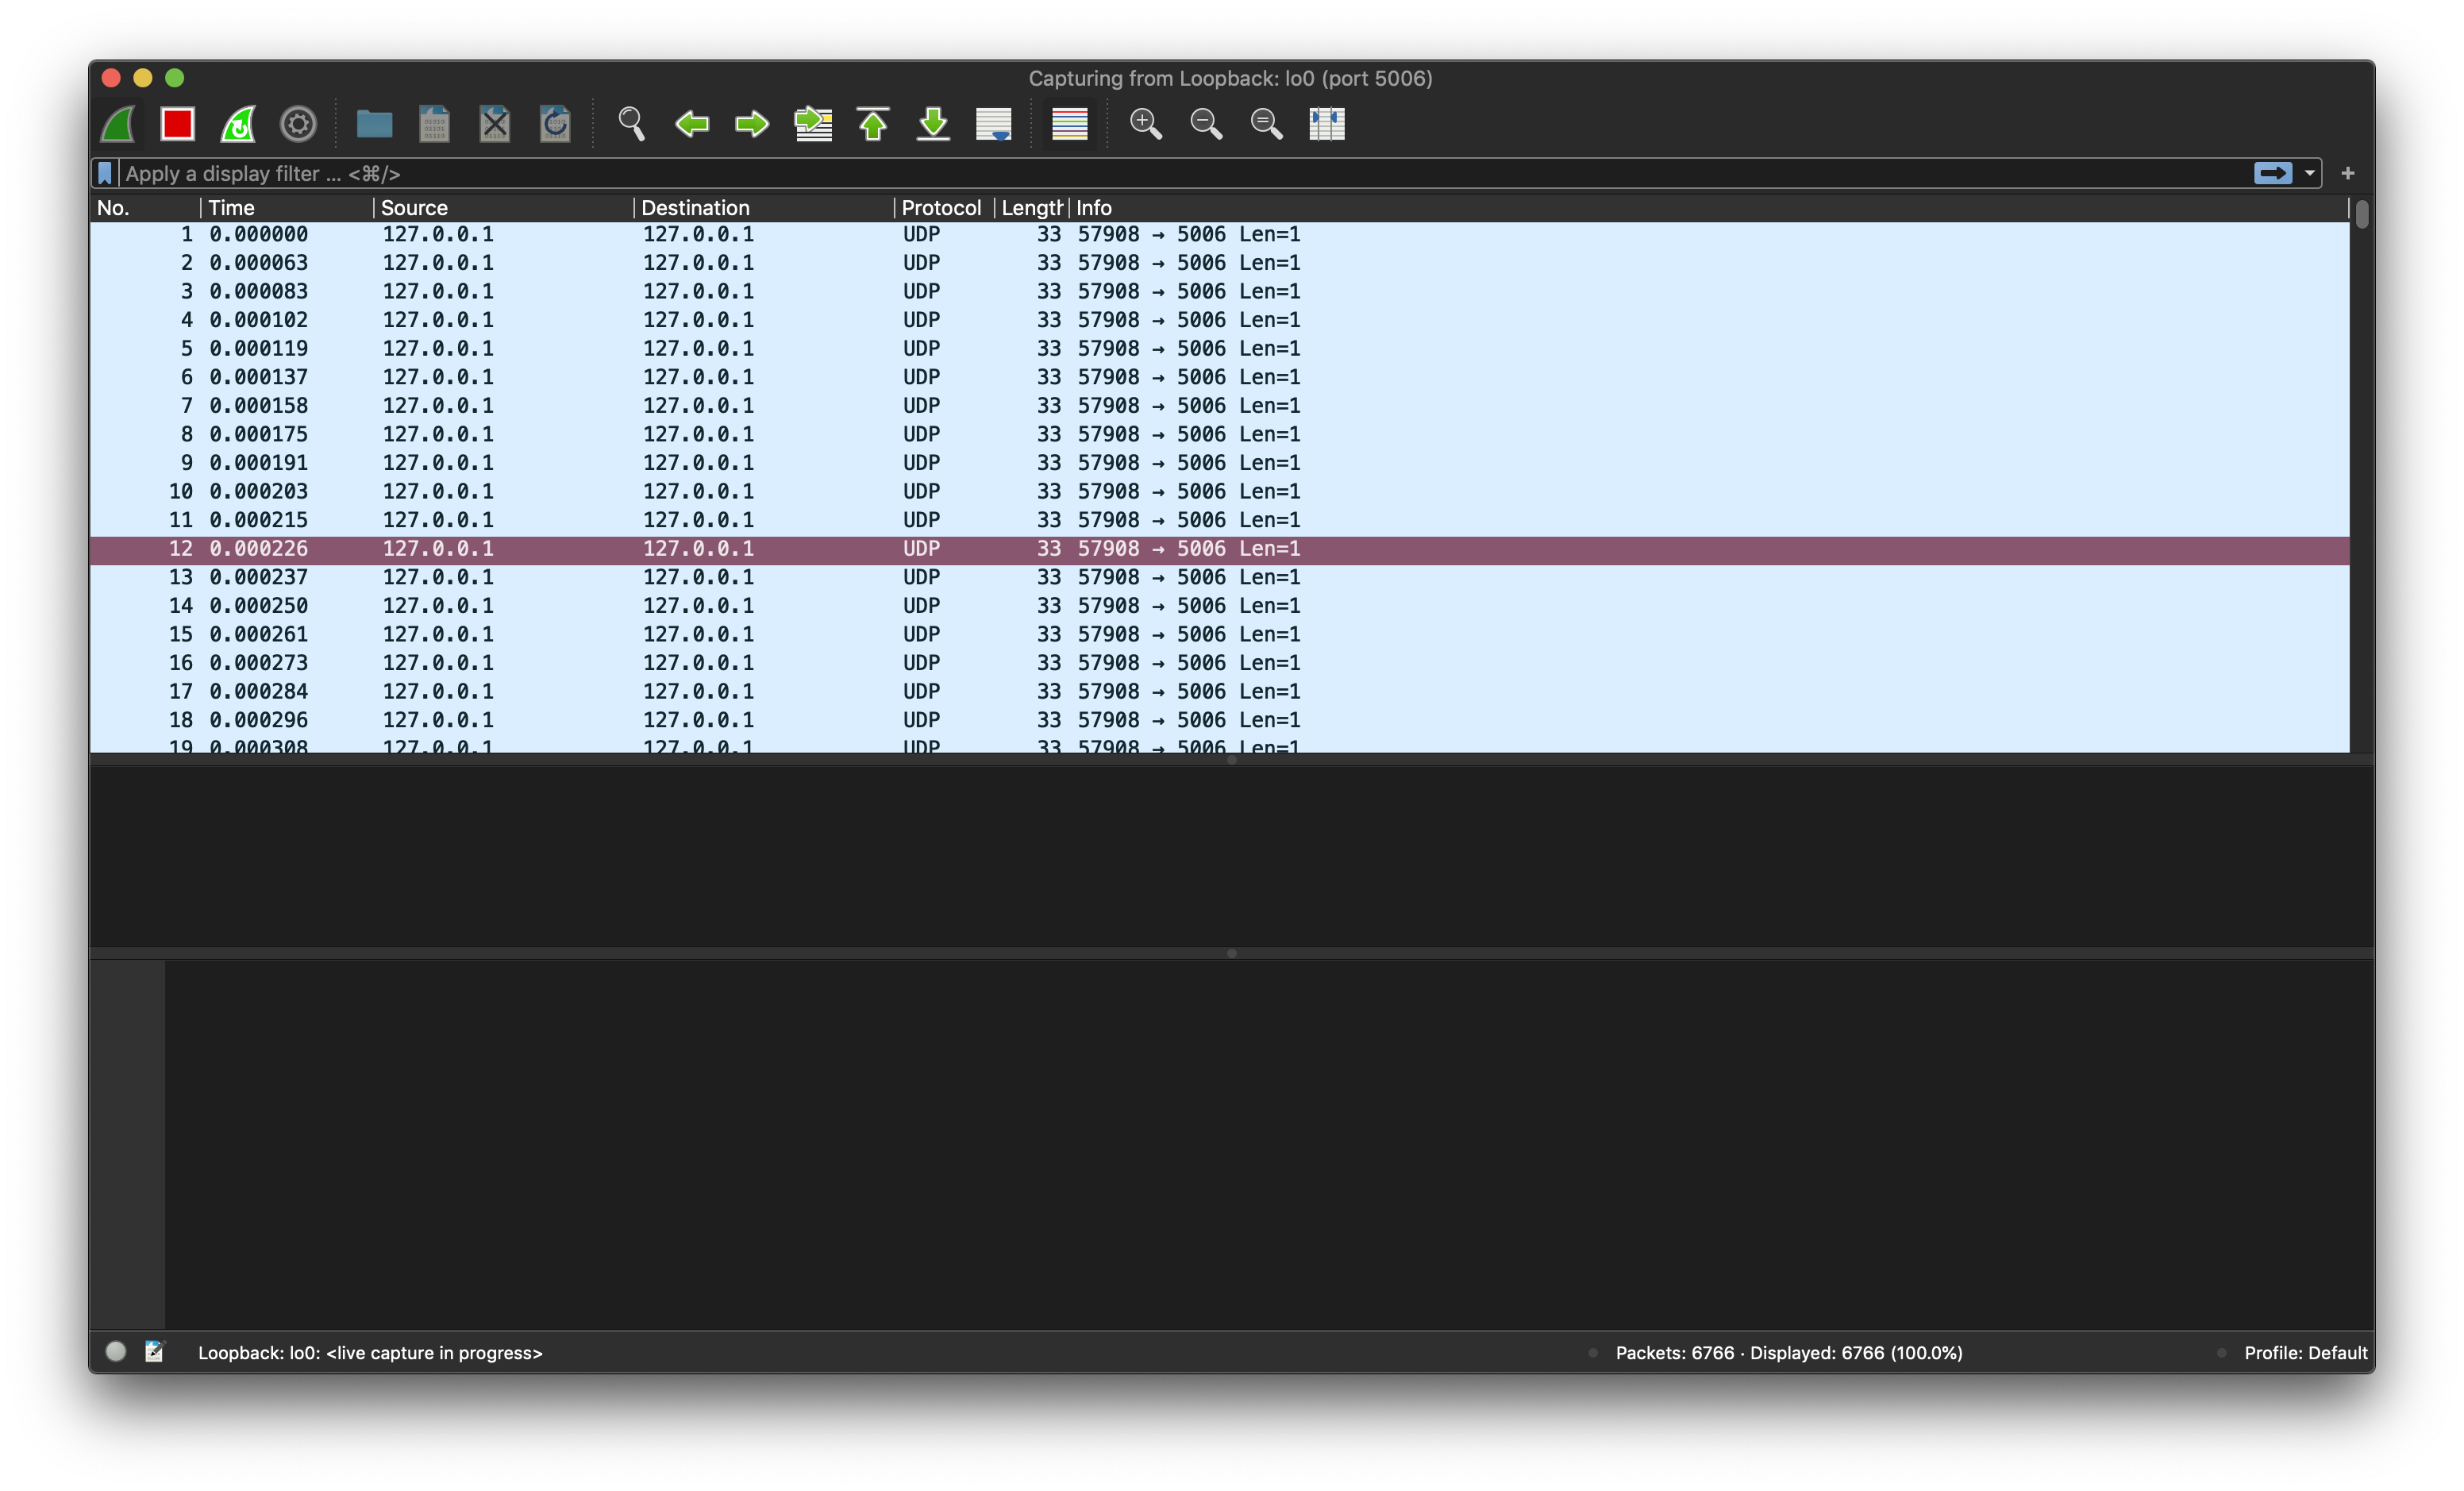 Capturing from Loopback: lo0 (port 5006)
Apply a display filter ... <⌘/>
No. Time Source Destination Protocol Length Info
1 0.000000 127.0.0.1 127.0.0.1 UDP 33 57908 → 5006 Len=1
2 0.000063 127.0.0.1 127.0.0.1 UDP 33 57908 → 5006 Len=1
3 0.000083 127.0.0.1 127.0.0.1 UDP 33 57908 → 5006 Len=1
4 0.000102 127.0.0.1 127.0.0.1 UDP 33 57908 → 5006 Len=1
5 0.000119 127.0.0.1 127.0.0.1 UDP 33 57908 → 5006 Len=1
6 0.000137 127.0.0.1 127.0.0.1 UDP 33 57908 → 5006 Len=1
7 0.000158 127.0.0.1 127.0.0.1 UDP 33 57908 → 5006 Len=1
8 0.000175 127.0.0.1 127.0.0.1 UDP 33 57908 → 5006 Len=1
9 0.000191 127.0.0.1 127.0.0.1 UDP 33 57908 → 5006 Len=1
10 0.000203 127.0.0.1 127.0.0.1 UDP 33 57908 → 5006 Len=1
11 0.000215 127.0.0.1 127.0.0.1 UDP 33 57908 → 5006 Len=1
12 0.000226 127.0.0.1 127.0.0.1 UDP 33 57908 → 5006 Len=1
13 0.000237 127.0.0.1 127.0.0.1 UDP 33 57908 → 5006 Len=1
14 0.000250 127.0.0.1 127.0.0.1 UDP 33 57908 → 5006 Len=1
15 0.000261 127.0.0.1 127.0.0.1 UDP 33 57908 → 5006 Len=1
16 0.000273 127.0.0.1 127.0.0.1 UDP 33 57908 → 5006 Len=1
17 0.000284 127.0.0.1 127.0.0.1 UDP 33 57908 → 5006 Len=1
18 0.000296 127.0.0.1 127.0.0.1 UDP 33 57908 → 5006 Len=1
19 0.000308 127.0.0.1 127.0.0.1 UDP 33 57908 → 5006 Len=1
Loopback: lo0: <live capture in progress> Packets: 6766 · Displayed: 6766 (100.0%) Profile: Default